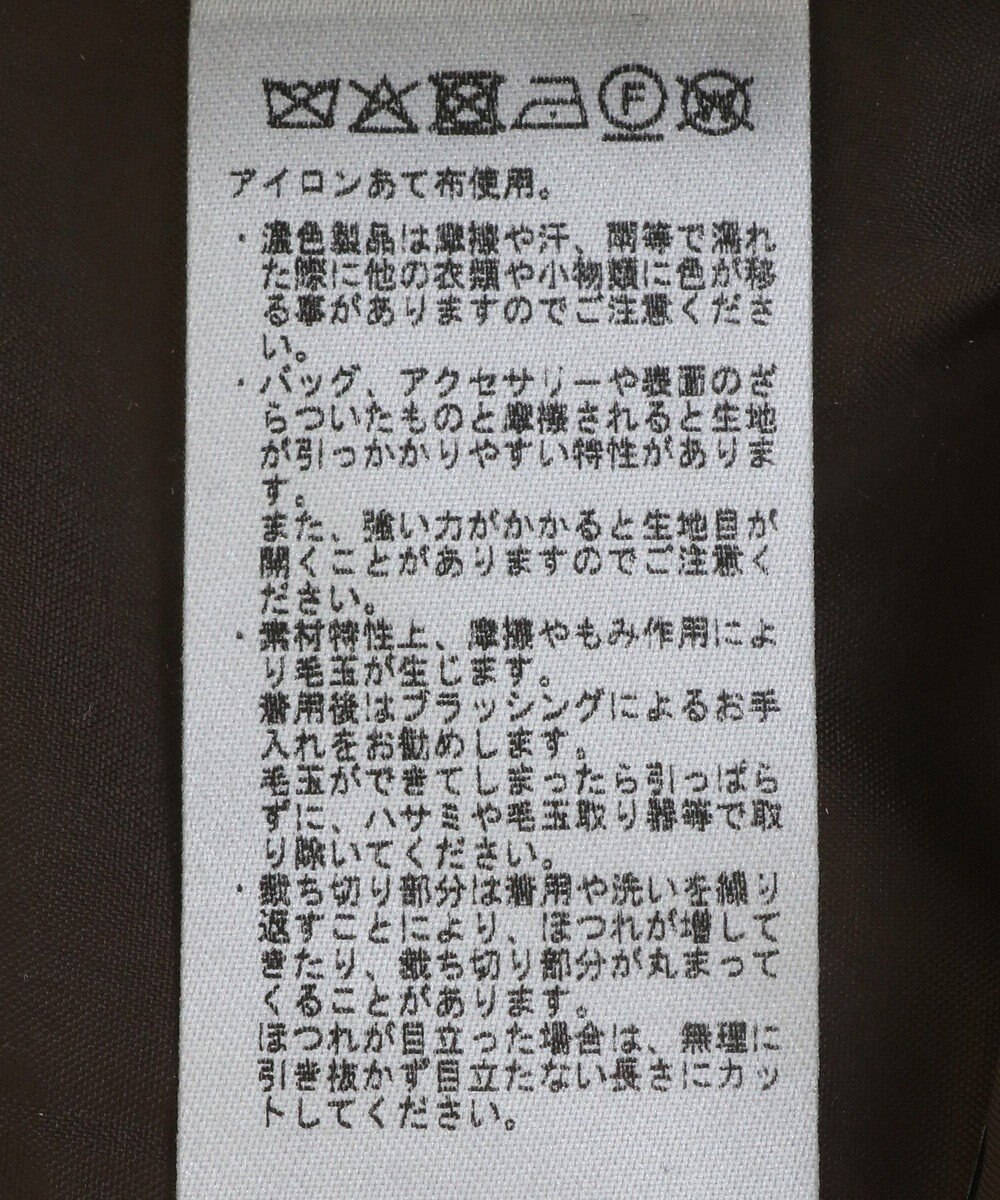 F W
アイロンあて布使用。
・濃色製品は摩擦や汗、雨等で濡れ
た際に他の衣類や小物類に色が移
る事がありますのでご注意くださ
い。
・バッグ、アクセサリーや表面のざ
らついたものと摩擦されると生地
が引っかかりやすい特性がありま
す。
また、強い力がかかると生地目が
開くことがありますのでご注意く
ださい。
・素材特性上、摩擦やもみ作用によ
り毛玉が生じます。
着用後はブラッシングによるお手
入れをお勧めします。
毛玉ができてしまったら引っぱら
ずに、ハサミや毛玉取り器等で取
り除いてください。
・裁ち切り部分は着用や洗いを繰り
返すことにより、ほつれが増して
きたり、裁ち切り部分が丸まって
くることがあります。
ほつれが目立った場合は、無理に
引き抜かず目立たない長さにカッ
トしてください。